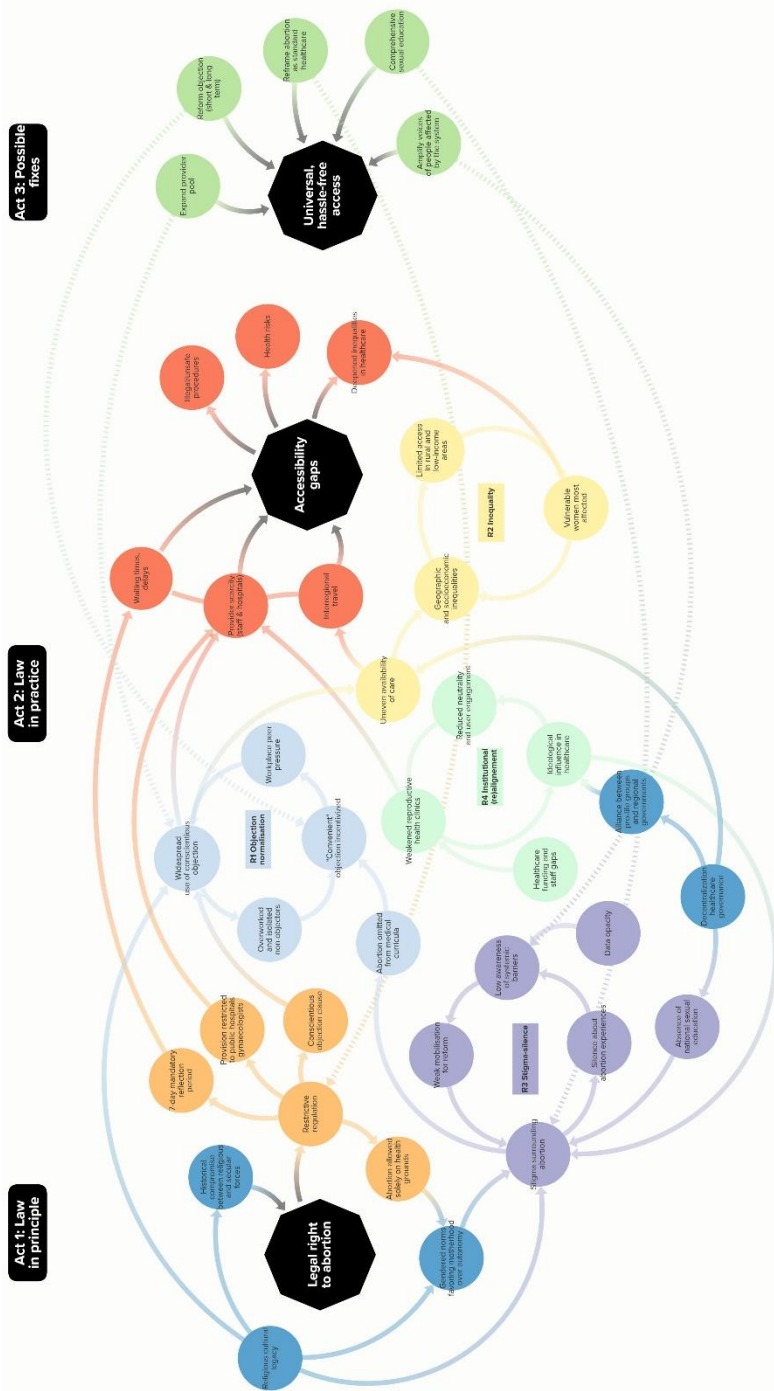 Act 1: Law
in principle
Act 2: Law
in practice
Act 3: Possible
fixes
Religious cultural
legacy
Historical
compromise
between religious
and secular
forces
Legal right
to abortion
Gendered norms
favoring motherhood
over autonomy
7-day mandatory
reflection
period
Provision restricted
to public hospitals
gynaecologists
Conscientious
objection clause
Restrictive
regulation
Abortion allowed
solely on health
grounds
Stigma surrounding
abortion
Weak mobilisation
for reform
R3 Stigma-silence
Silence about
abortion experiences
Low awareness
of systemic
barriers
Data opacity
Absence of
national sexual
education
Widespread
use of conscientious
objection
Overworked
and isolated
non objectors
R1 Objection
normalisation
Workplace peer
pressure
"Convenient"
objection incentivized
Abortion omitted
from medical
curricula
Weakened reproductive
health clinics
Healthcare
funding and
staff gaps
R4 Institutional
(re)alignement
Reduced neutrality
and user engagement
Ideological
influence in
healthcare
Alliance between
pro-life groups
and regional
governments
Decentralization
healthcare
governance
Waiting times,
delays
Provider scarcity
(staff & hospitals)
Interregional
travel
Uneven availability
of care
Geographic
and socioeconomic
inequalities
R2 Inequality
Limited access
in rural and
low-income
areas
Vulnerable
women most
affected
Accessibility
gaps
Illegal/unsafe
procedures
Health risks
Deepened inequalities
in healthcare
Expand provider
pool
Reform objection
(short & long
term)
Reframe abortion
as standard
healthcare
Comprehensive
sexual education
Amplify voices
of people affected
by the system
Universal,
hassle-free
access